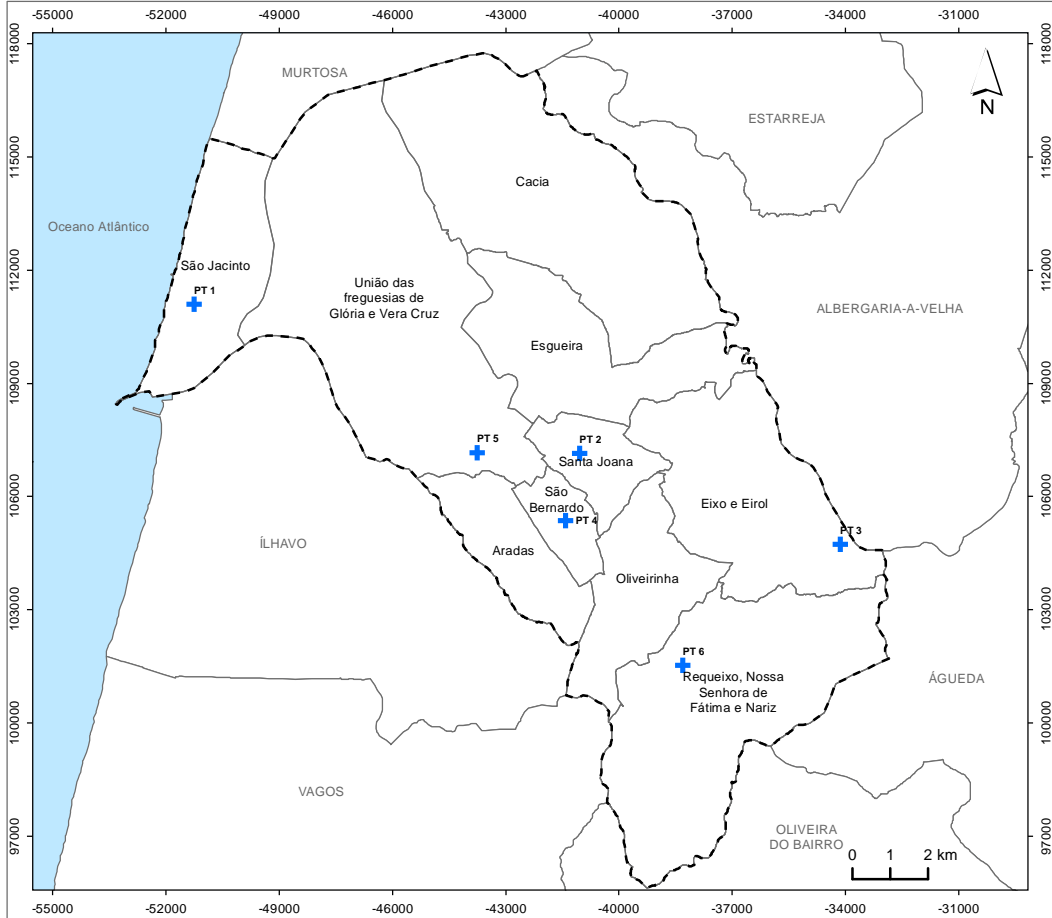 -55000 -52000 -49000 -46000 -43000 -40000 -37000 -34000 -31000
118000
118000
MURTOSA
N
ESTARREJA
115000
115000
Cacia
Oceano Atlântico
São Jacinto
112000
112000
PT 1
União das
freguesias de
Glória e Vera Cruz
ALBERGARIA-A-VELHA
Esgueira
109000
109000
PT 5
PT 2
Santa Joana
106000
106000
São
Bernardo
PT 4
Eixo e Eirol
PT 3
ÍLHAVO
Aradas
Oliveirinha
103000
103000
PT 6
Requeixo, Nossa
Senhora de
Fátima e Nariz
ÁGUEDA
100000
100000
VAGOS
97000
97000
OLIVEIRA
DO BAIRRO
0 1 2 km
-55000 -52000 -49000 -46000 -43000 -40000 -37000 -34000 -31000